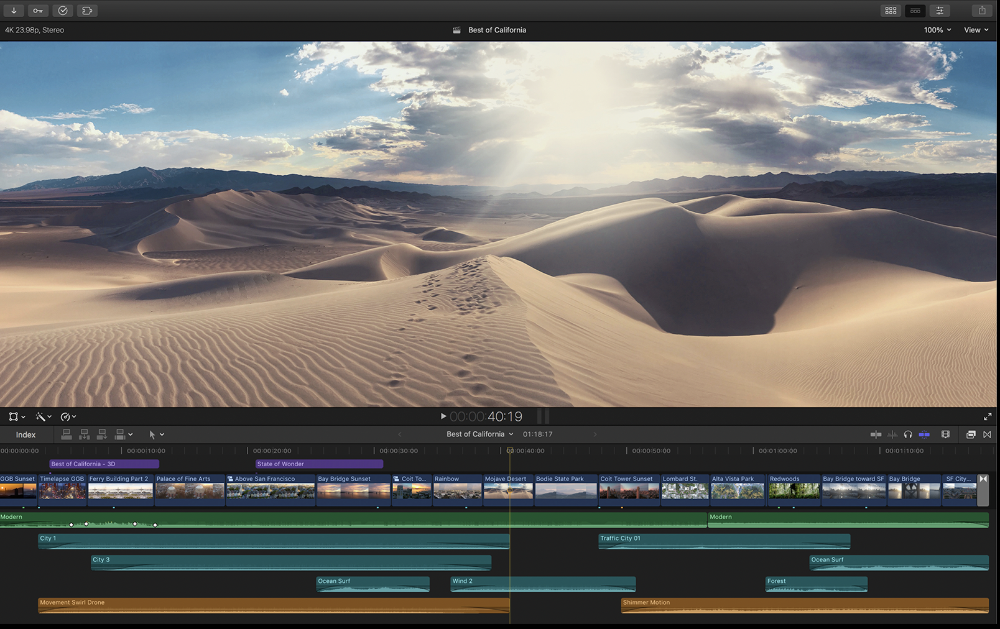 4K 23.98p, Stereo
Best of California
100%
View
00:00:00:40:19
Index
Best of California
01:18:17
00:00:00:00
00:00:10:00
00:00:20:00
00:00:30:00
00:00:40:00
00:00:50:00
00:01:00:00
00:01:10:00
Best of California - 3D
State of Wonder
GGB Sunset
Timelapse GGB
Ferry Building Part 2
Palace of Fine Arts
Above San Francisco
Bay Bridge Sunset
Coit To...
Rainbow
Mojave Desert
Bodie State Park
Coit Tower Sunset
Lombard St.
Alta Vista Park
Redwoods
Bay Bridge toward SF
Bay Bridge
SF City...
Modern
Modern
City 1
Traffic City 01
City 3
Ocean Surf
Ocean Surf
Wind 2
Forest
Movement Swirl Drone
Shimmer Motion